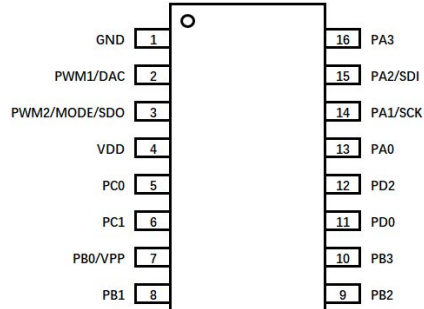 GND 1 16 PA3
PWM1/DAC 2 15 PA2/SDI
PWM2/MODE/SDO 3 14 PA1/SCK
VDD 4 13 PA0
PC0 5 12 PD2
PC1 6 11 PD0
PB0/VPP 7 10 PB3
PB1 8 9 PB2